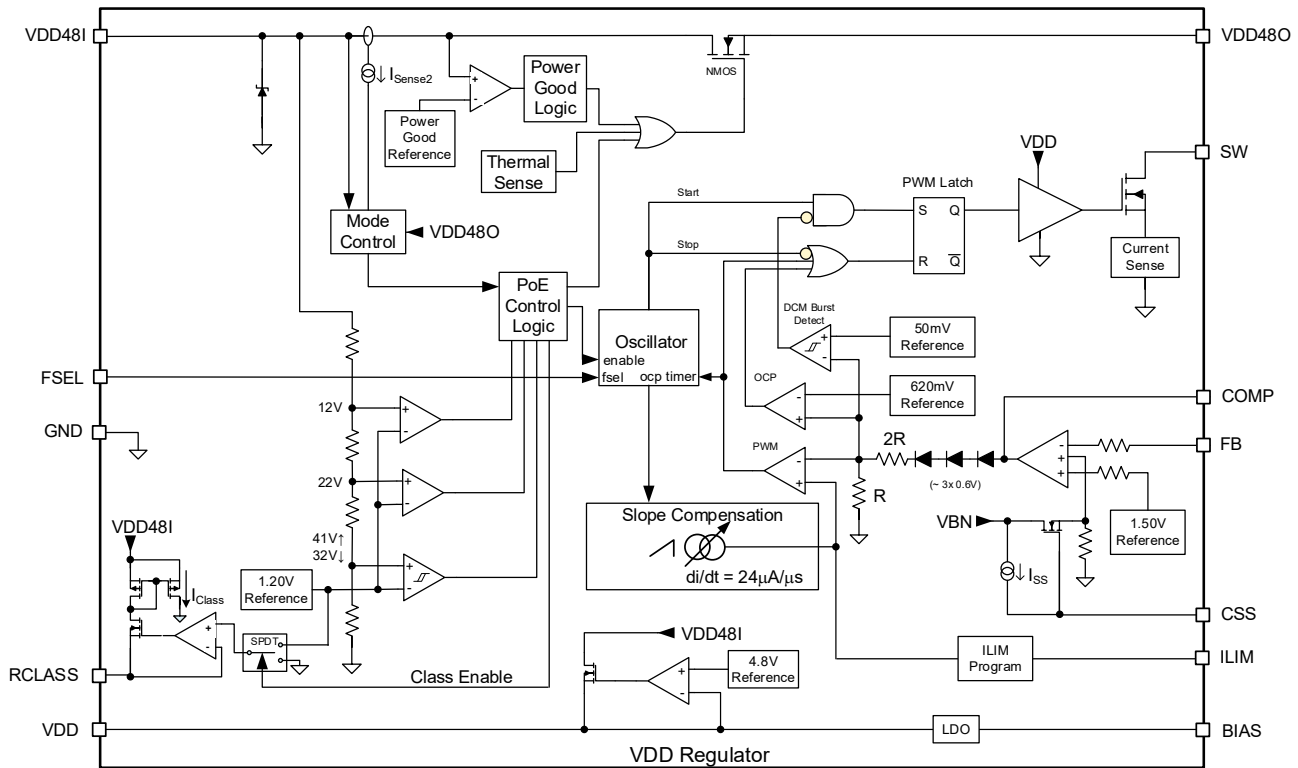 VDD48I
VDD48O
ISense2
NMOS
+
-
Power
Good
Logic
Power
Good
Reference
Thermal
Sense
VDD
SW
Start
PWM Latch
S Q
R Q
Mode
Control
VDD48O
Stop
Current
Sense
PoE
Control
Logic
DCM Burst
Detect
+
-
50mV
Reference
Oscillator
enable
fsel ocp timer
FSEL
OCP
-
+
620mV
Reference
COMP
12V
+
-
GND
FB
2R
PWM
-
+
R
(~ 3x 0.6V)
-
+
+
22V
+
-
Slope Compensation
di/dt = 24µA/µs
VBN
1.50V
Reference
VDD48I
41V↑
32V↓
+
-
IClass
1.20V
Reference
ISS
CSS
SPDT
+
-
VDD48I
ILIM
Program
ILIM
RCLASS
Class Enable
+
-
4.8V
Reference
VDD
LDO
BIAS
VDD Regulator